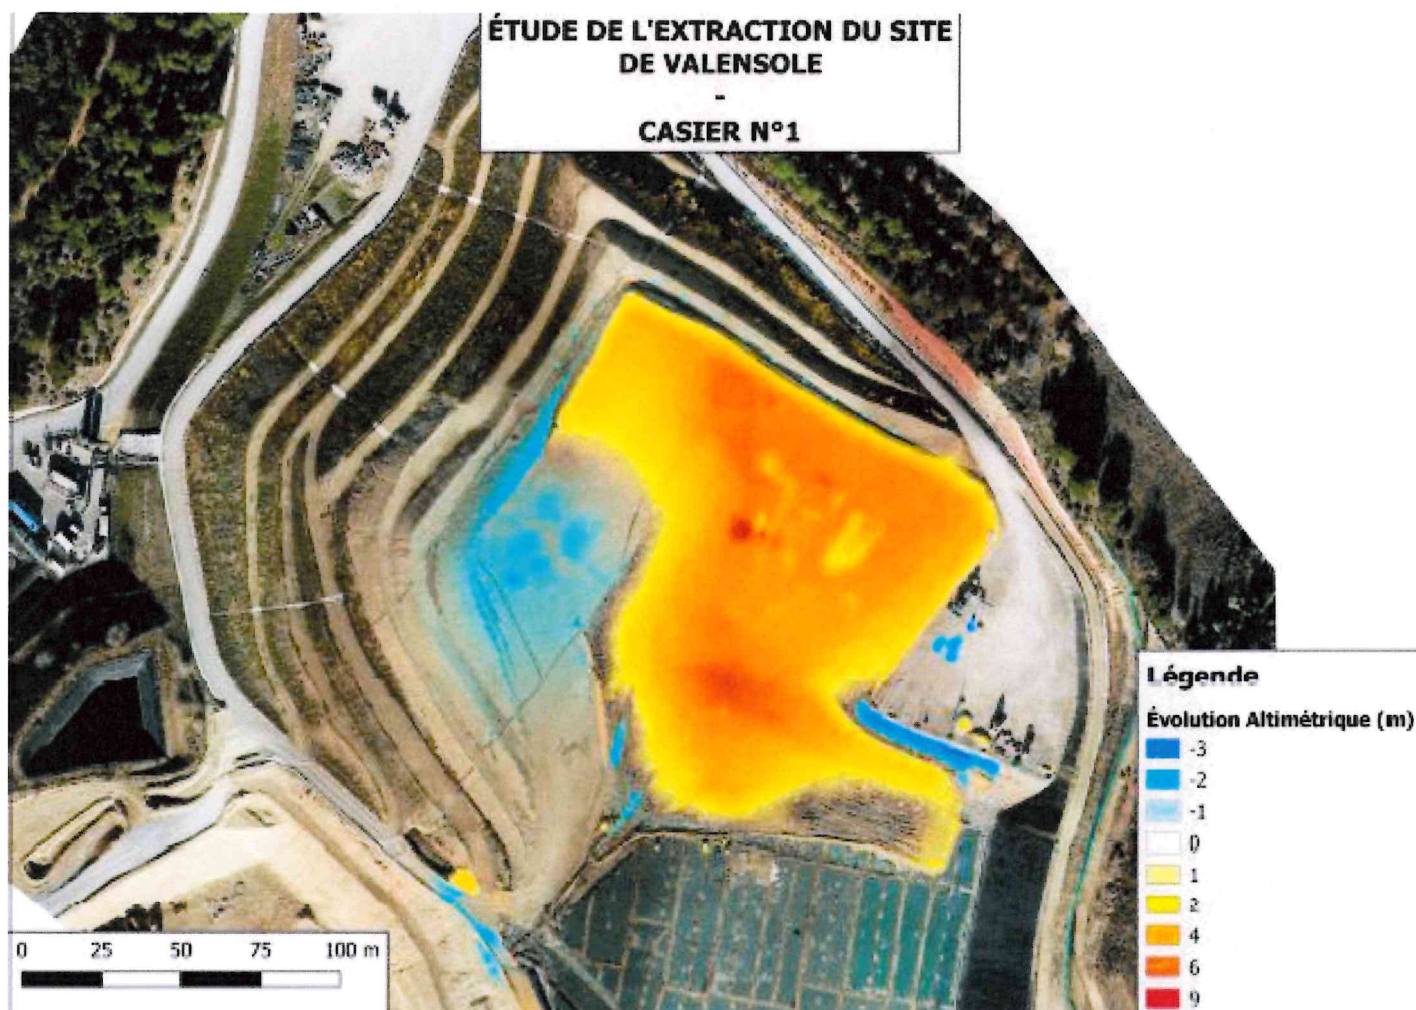 ÉTUDE DE L'EXTRACTION DU SITE
DE VALENSOLE
-
CASIER N°1
Légende
Évolution Altimétrique (m)
-3
-2
-1
0
1
2
4
6
9
0 25 50 75 100 m